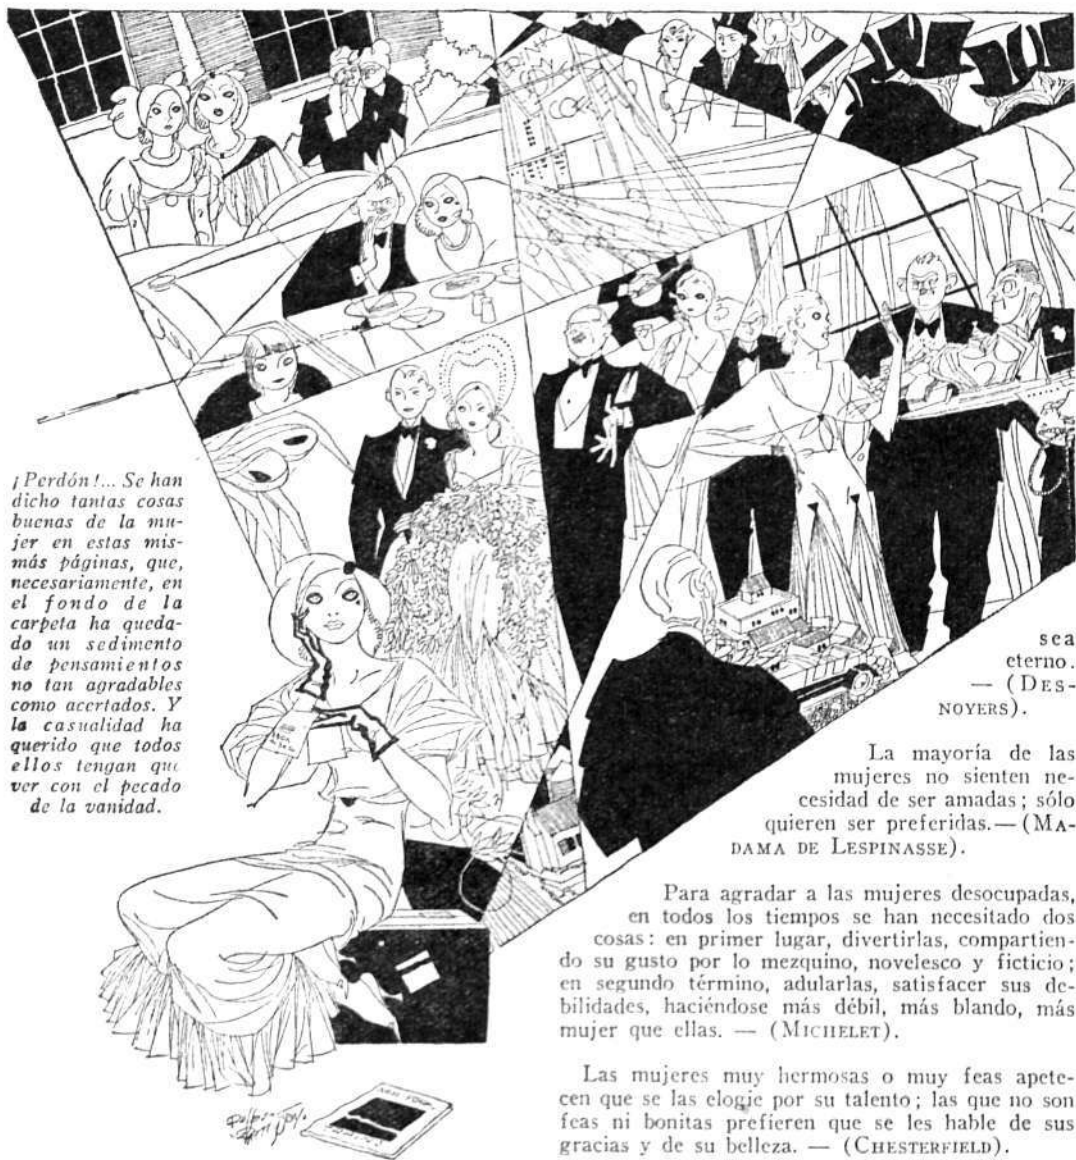 ¡Perdón!... Se han
dicho tantas cosas
buenas de la mu-
jer en estas mis-
más páginas, que,
necesariamente, en
el fondo de la
carpeta ha queda-
do un sedimento
de pensamientos
no tan agradables
como acertados. Y
la casualidad ha
querido que todos
ellos tengan que
ver con el pecado
de la vanidad.
sea
eterno.
— (DES-
NOYERS).
La mayoría de las
mujeres no sienten ne-
cesidad de ser amadas; sólo
quieren ser preferidas.—(MA-
DAMA DE LESPINASSE).
Para agradar a las mujeres desocupadas,
en todos los tiempos se han necesitado dos
cosas: en primer lugar, divertirlas, compartien-
do su gusto por lo mezquino, novelesco y ficticio;
en segundo término, adularlas, satisfacer sus de-
bilidades, haciéndose más débil, más blando, más
mujer que ellas. — (MICHELET).
Las mujeres muy hermosas o muy feas apete-
cen que se las elogie por su talento; las que no son
feas ni bonitas prefieren que se les hable de sus
gracias y de su belleza. — (CHESTERFIELD).